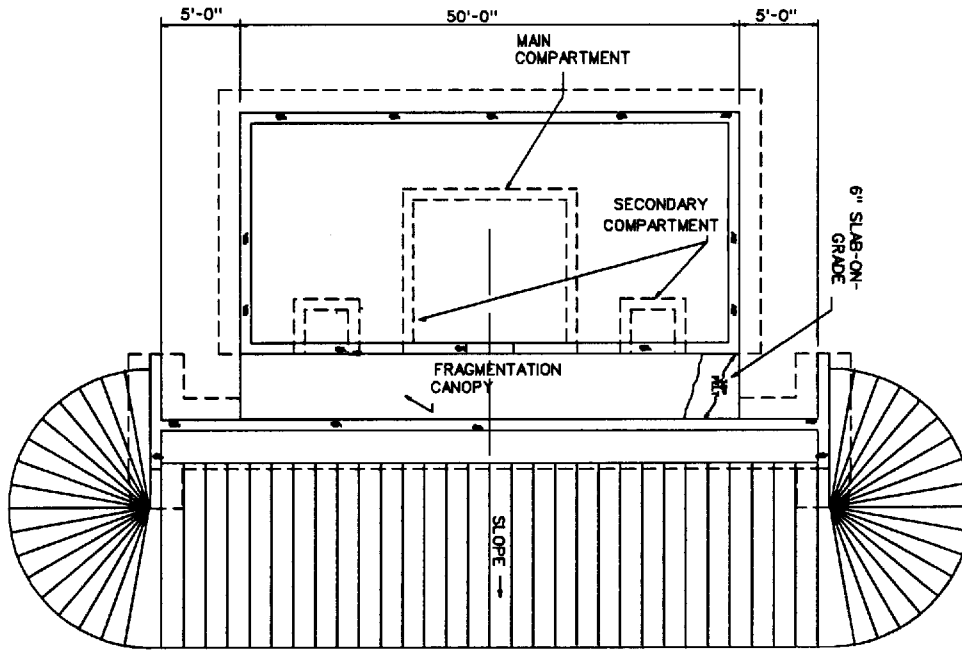 5'-0"
50'-0"
5'-0"
MAIN
COMPARTMENT
SECONDARY
COMPARTMENT
6" SLAB-ON-
GRADE
FRAGMENTATION
CANOPY
SLOPE